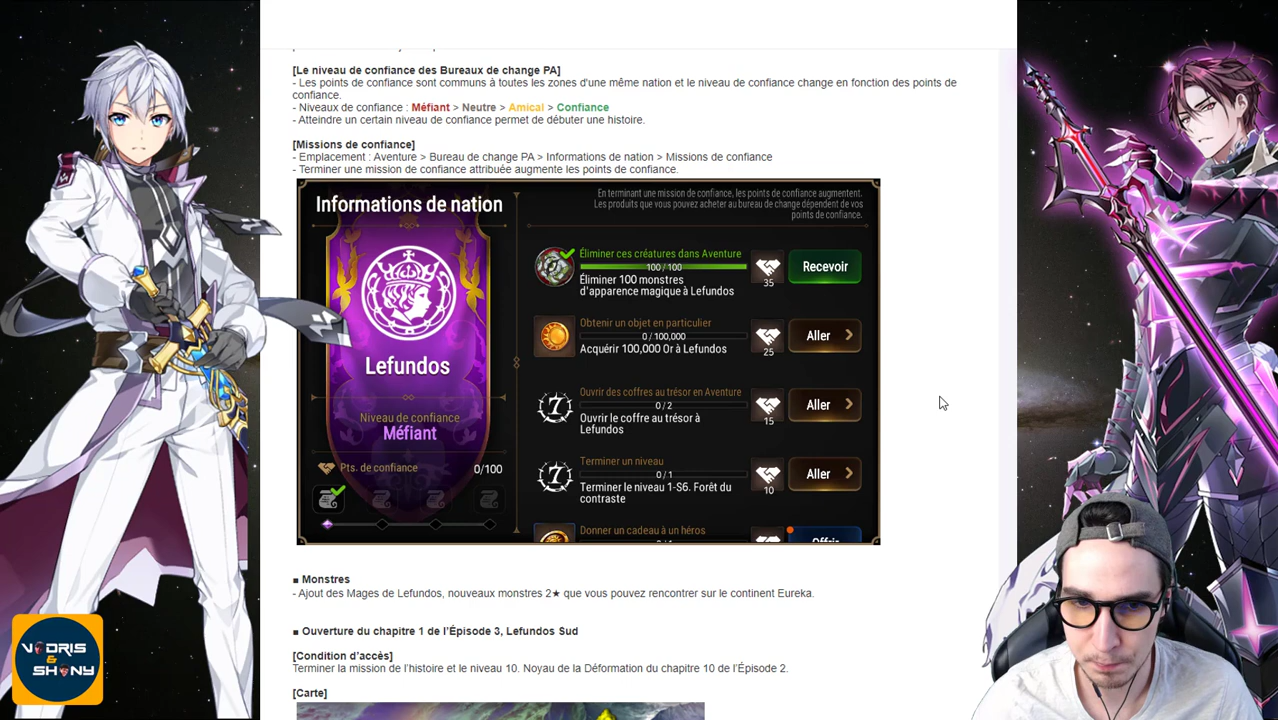 [Le niveau de confiance des Bureaux de change PA]
- Les points de confiance sont communs à toutes les zones d'une même nation et le niveau de confiance change en fonction des points de
confiance.
- Niveaux de confiance : Méfiant > Neutre > Amical > Confiance
- Atteindre un certain niveau de confiance permet de débuter une histoire.
[Missions de confiance]
- Emplacement : Aventure > Bureau de change PA > Informations de nation > Missions de confiance
- Terminer une mission de confiance attribuée augmente les points de confiance.
Informations de nation
Lefundos
Niveau de confiance
Méfiant
Pts. de confiance 0/100
En terminant une mission de confiance, les points de confiance augmentent.
Les produits que vous pouvez acheter au bureau de change dépendent de vos
points de confiance.
Éliminer ces créatures dans Aventure
100 / 100
Éliminer 100 monstres
d'apparence magique à Lefundos
35
Recevoir
Obtenir un objet en particulier
0 / 100,000
Acquérir 100,000 Or à Lefundos
25
Aller
Ouvrir des coffres au trésor en Aventure
0 / 2
Ouvrir le coffre au trésor à
Lefundos
15
Aller
Terminer un niveau
0 / 1
Terminer le niveau 1-S6. Forêt du
contraste
10
Aller
Donner un cadeau à un héros
Offrir
■ Monstres
- Ajout des Mages de Lefundos, nouveaux monstres 2★ que vous pouvez rencontrer sur le continent Eureka.
■ Ouverture du chapitre 1 de l'Épisode 3, Lefundos Sud
[Condition d'accès]
Terminer la mission de l'histoire et le niveau 10. Noyau de la Déformation du chapitre 10 de l'Épisode 2.
[Carte]
VODRIS
&
SHONY